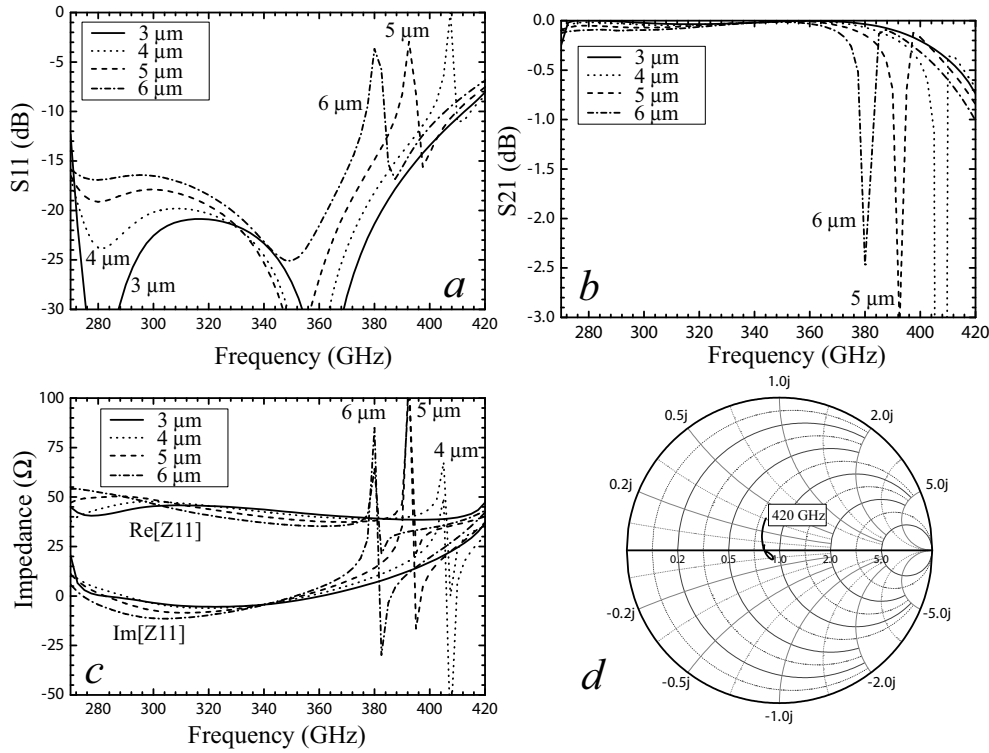 S11 (dB)
5
0
-5
-10
-15
-20
-25
-30
3 µm
4 µm
5 µm
6 µm
5 µm
6 µm
4 µm
3 µm
a
280 300 320 340 360 380 400 420
Frequency (GHz)
S21 (dB)
0.0
-0.5
-1.0
-1.5
-2.0
-2.5
-3.0
3 µm
4 µm
5 µm
6 µm
6 µm
5 µm
b
280 300 320 340 360 380 400 420
Frequency (GHz)
Impedance (Ω)
100
75
50
25
0
-25
-50
3 µm
4 µm
5 µm
6 µm
6 µm
5 µm
4 µm
Re[Z11]
Im[Z11]
c
280 300 320 340 360 380 400 420
Frequency (GHz)
1.0j
0.5j
2.0j
0.2j
5.0j
420 GHz
0.2 0.5 1.0 2.0 5.0
-0.2j
-5.0j
-0.5j
-2.0j
-1.0j
d